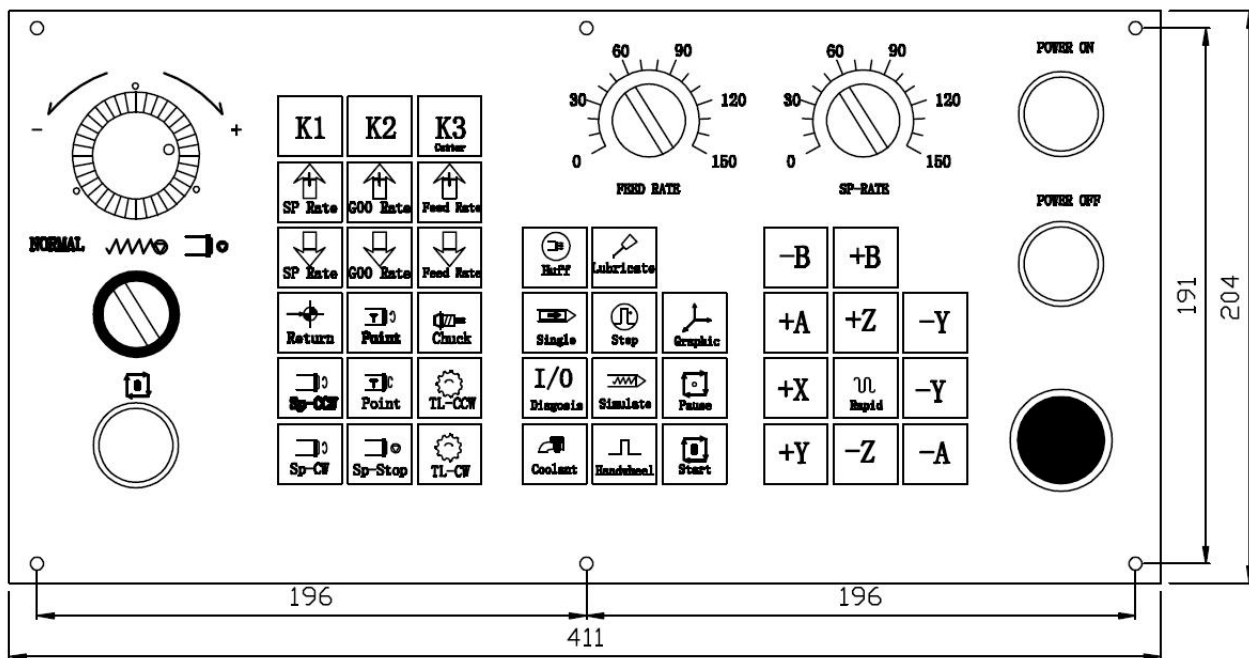 - +
NORMAL
K1 K2 K3
Cutter
SP Rate G00 Rate Feed Rate
SP Rate G00 Rate Feed Rate
Return Point Chuck
Sp-CCW Point TL-CCW
Sp-CW Sp-Stop TL-CW
0 30 60 90 120 150
FEED RATE
0 30 60 90 120 150
SP-RATE
Huff Lubricate
Single Step Graphic
I/O
Diagnosis Simulate Pause
Coolant Handwheel Start
-B +B
+A +Z -Y
+X Rapid -Y
+Y -Z -A
POWER ON
POWER OFF
191
204
196 196
411